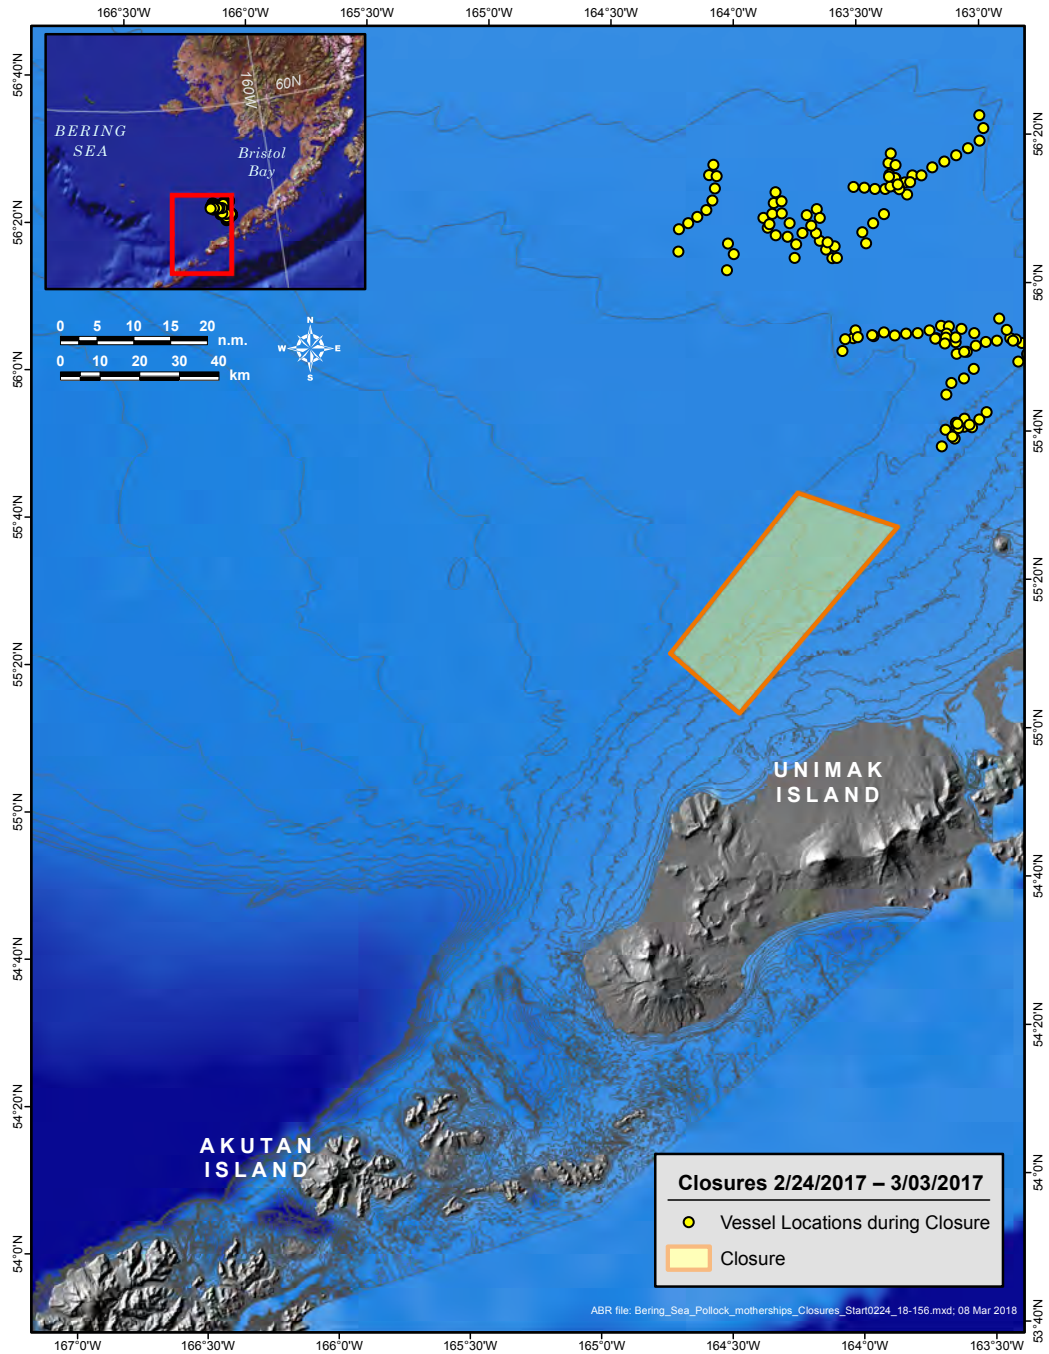 166°30'W 166°0'W 165°30'W 165°0'W 164°30'W 164°0'W 163°30'W 163°0'W
56°40'N
56°20'N
56°0'N
55°40'N
55°20'N
55°0'N
54°40'N
54°20'N
54°0'N
BERING
SEA
160W
60N
Bristol
Bay
0 5 10 15 20
n.m.
0 10 20 30 40
km
N
W E
S
UNIMAK
ISLAND
AKUTAN
ISLAND
56°20'N
56°0'N
55°40'N
55°20'N
55°0'N
54°40'N
54°20'N
54°0'N
53°40'N
Closures 2/24/2017 – 3/03/2017
Vessel Locations during Closure
Closure
ABR file: Bering_Sea_Pollock_motherships_Closures_Start0224_18-156.mxd; 08 Mar 2018
167°0'W 166°30'W 166°0'W 165°30'W 165°0'W 164°30'W 164°0'W 163°30'W